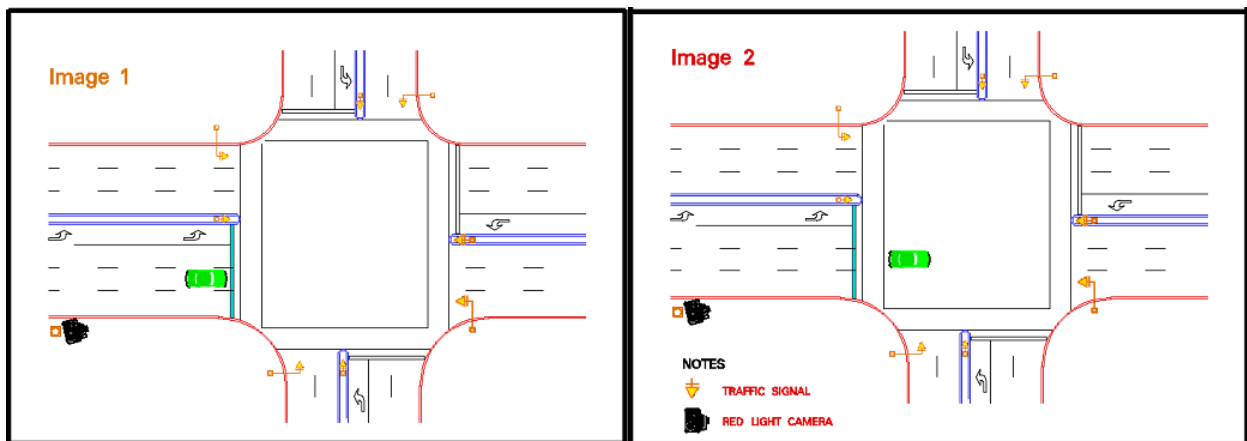 Image 1
Image 2
NOTES
TRAFFIC SIGNAL
RED LIGHT CAMERA